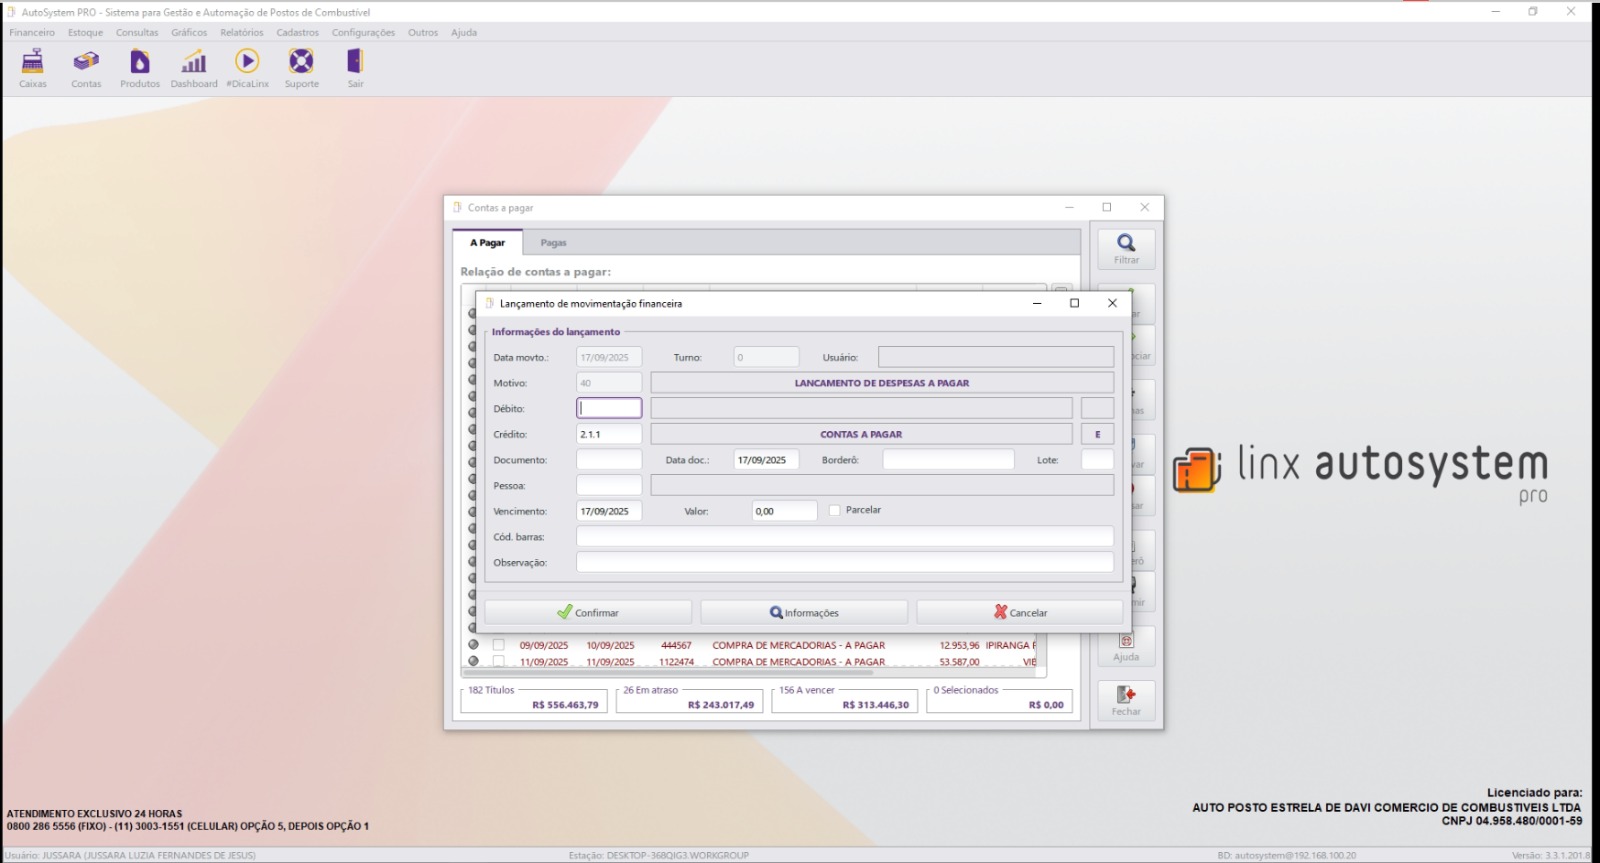 AutoSystem PRO - Sistema para Gestão e Automação de Postos de Combustível
Financeiro Estoque Consultas Gráficos Relatórios Cadastros Configurações Outros Ajuda
Caixas Contas Produtos Dashboard #DicaLinx Suporte Sair
Contas a pagar
A Pagar Pagas
Filtrar
Relação de contas a pagar:
Lançamento de movimentação financeira
Informações do lançamento
Data movto.: 17/09/2025 Turno: 0 Usuário:
Motivo: 40 LANCAMENTO DE DESPESAS A PAGAR
Débito:
Crédito: 2.1.1 CONTAS A PAGAR E
Documento: Data doc.: 17/09/2025 Borderô: Lote:
Pessoa:
Vencimento: 17/09/2025 Valor: 0,00 Parcelar
Cód. barras:
Observação:
Confirmar Informações Cancelar
09/09/2025 10/09/2025 444567 COMPRA DE MERCADORIAS - A PAGAR 12.953,96 IPIRANGA
11/09/2025 11/09/2025 1122474 COMPRA DE MERCADORIAS - A PAGAR 53.587,00 VIE
Ajuda
182 Títulos 26 Em atraso 156 A vencer 0 Selecionados
R$ 556.463,79 R$ 243.017,49 R$ 313.446,30 R$ 0,00
Fechar
linx autosystem
pro
Licenciado para:
AUTO POSTO ESTRELA DE DAVI COMERCIO DE COMBUSTIVEIS LTDA
CNPJ 04.958.480/0001-59
ATENDIMENTO EXCLUSIVO 24 HORAS
0800 286 5556 (FIXO) - (11) 3003-1551 (CELULAR) OPÇÃO 5, DEPOIS OPÇÃO 1
Usuário: JUSSARA (JUSSARA LUZIA FERNANDES DE JESUS) Estação: DESKTOP-368QIG3.WORKGROUP BD: autosystem@192.168.100.20 Versão: 3.3.1.201.8